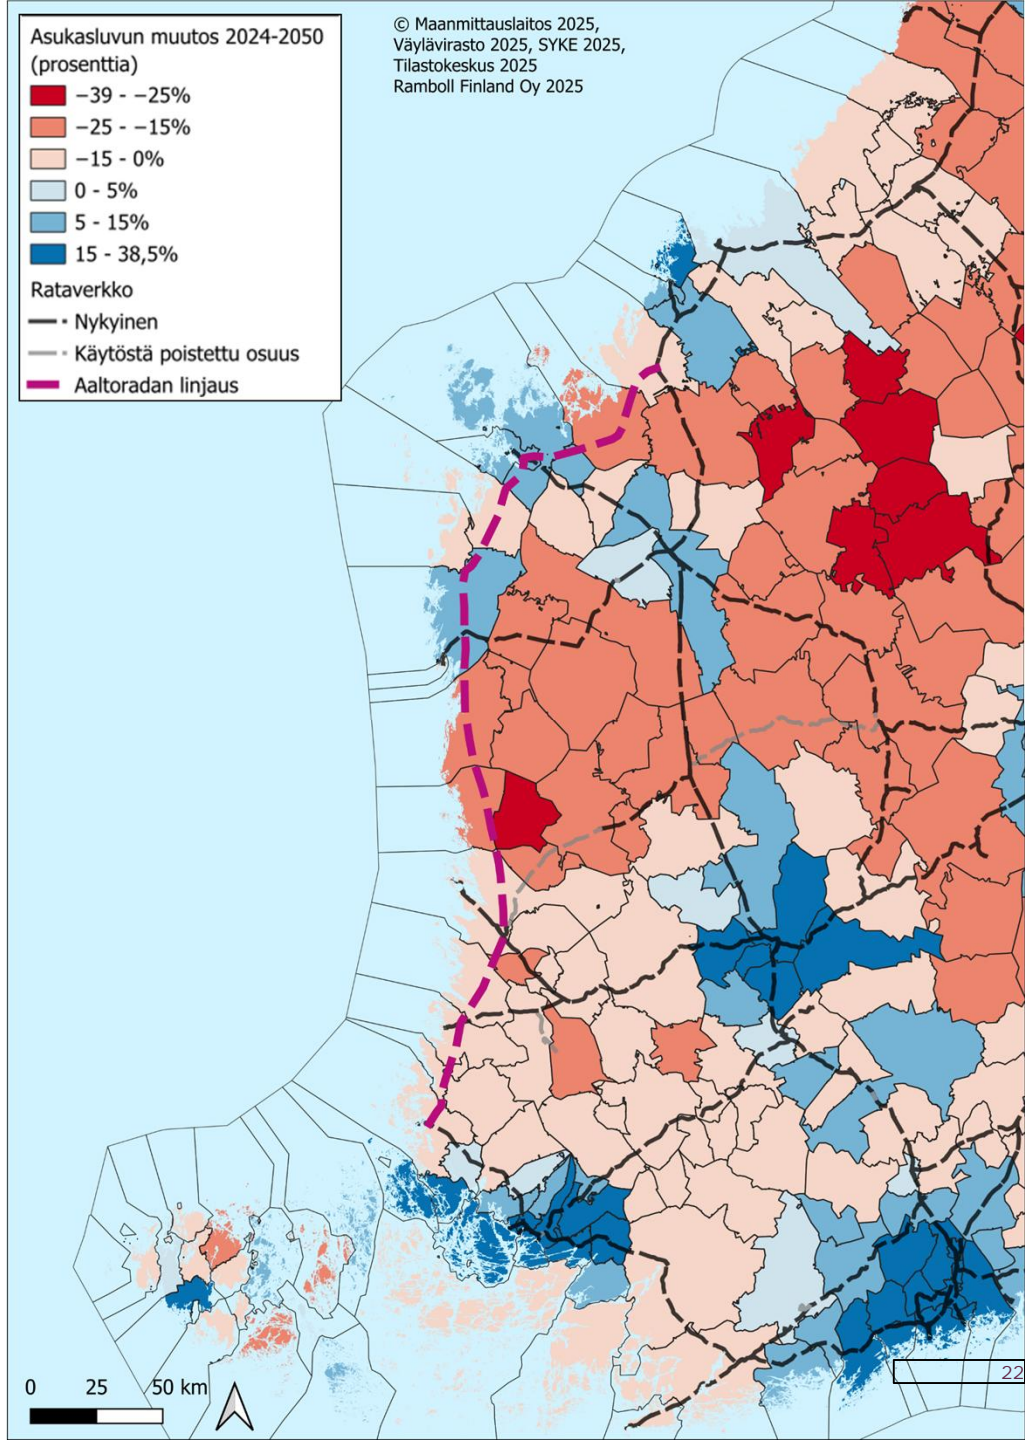 Asukasluvun muutos 2024-2050
(prosenttia)
−39 - −25%
−25 - −15%
−15 - 0%
0 - 5%
5 - 15%
15 - 38,5%
Rataverkko
Nykyinen
Käytöstä poistettu osuus
Aaltoradan linjaus
© Maanmittauslaitos 2025,
Väylävirasto 2025, SYKE 2025,
Tilastokeskus 2025
Ramboll Finland Oy 2025
22
0 25 50 km